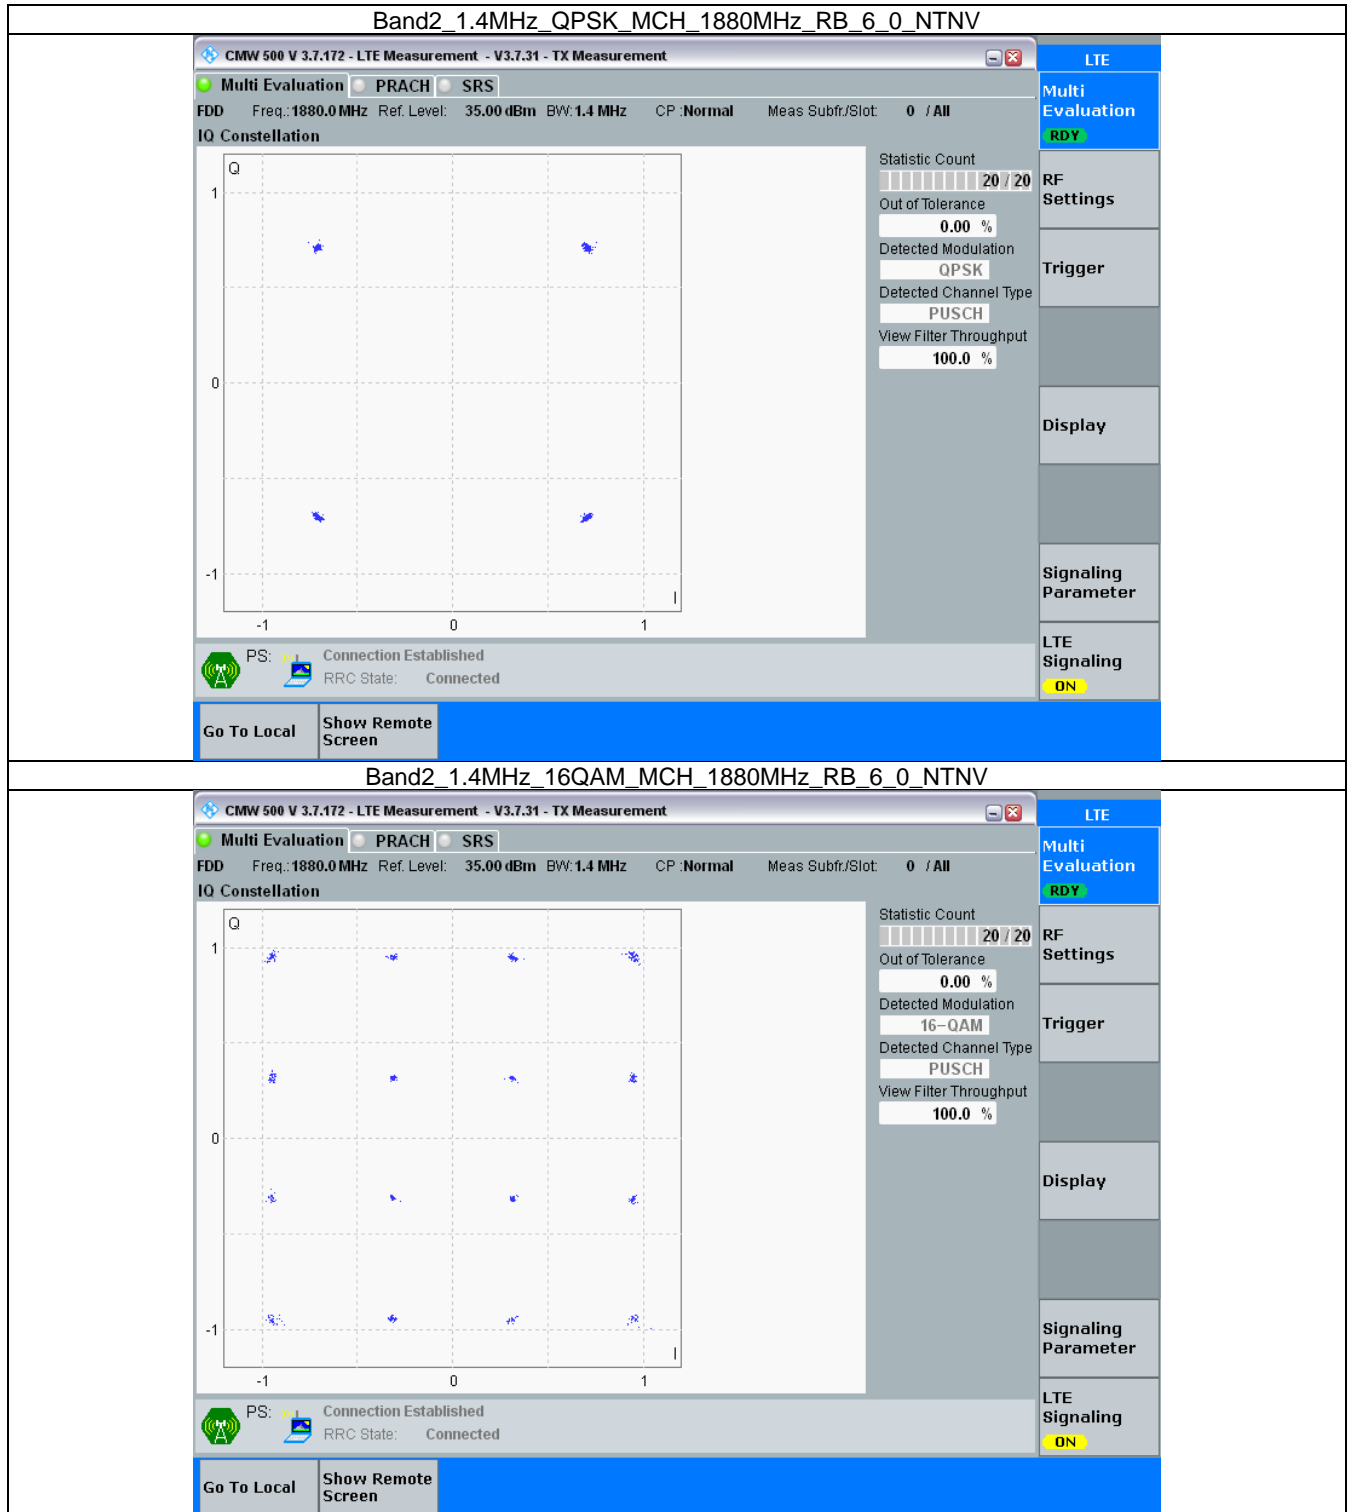 Band2_1.4MHz_QPSK_MCH_1880MHz_RB_6_0_NTNV
CMW 500 V 3.7.172 - LTE Measurement - V3.7.31 - TX Measurement
LTE
Multi Evaluation PRACH SRS
Multi
Evaluation
RDY
FDD Freq.: 1880.0 MHz Ref. Level: 35.00 dBm BW: 1.4 MHz CP : Normal Meas Subfr./Slot: 0 / All
IQ Constellation
Q
1
0
-1
-1 0 1
I
Statistic Count
20 / 20
Out of Tolerance
0.00 %
Detected Modulation
QPSK
Detected Channel Type
PUSCH
View Filter Throughput
100.0 %
RF
Settings
Trigger
Display
Signaling
Parameter
LTE
Signaling
ON
PS: Connection Established
RRC State: Connected
Go To Local
Show Remote
Screen
Band2_1.4MHz_16QAM_MCH_1880MHz_RB_6_0_NTNV
CMW 500 V 3.7.172 - LTE Measurement - V3.7.31 - TX Measurement
LTE
Multi Evaluation PRACH SRS
Multi
Evaluation
RDY
FDD Freq.: 1880.0 MHz Ref. Level: 35.00 dBm BW: 1.4 MHz CP : Normal Meas Subfr./Slot: 0 / All
IQ Constellation
Q
1
0
-1
-1 0 1
I
Statistic Count
20 / 20
Out of Tolerance
0.00 %
Detected Modulation
16-QAM
Detected Channel Type
PUSCH
View Filter Throughput
100.0 %
RF
Settings
Trigger
Display
Signaling
Parameter
LTE
Signaling
ON
PS: Connection Established
RRC State: Connected
Go To Local
Show Remote
Screen